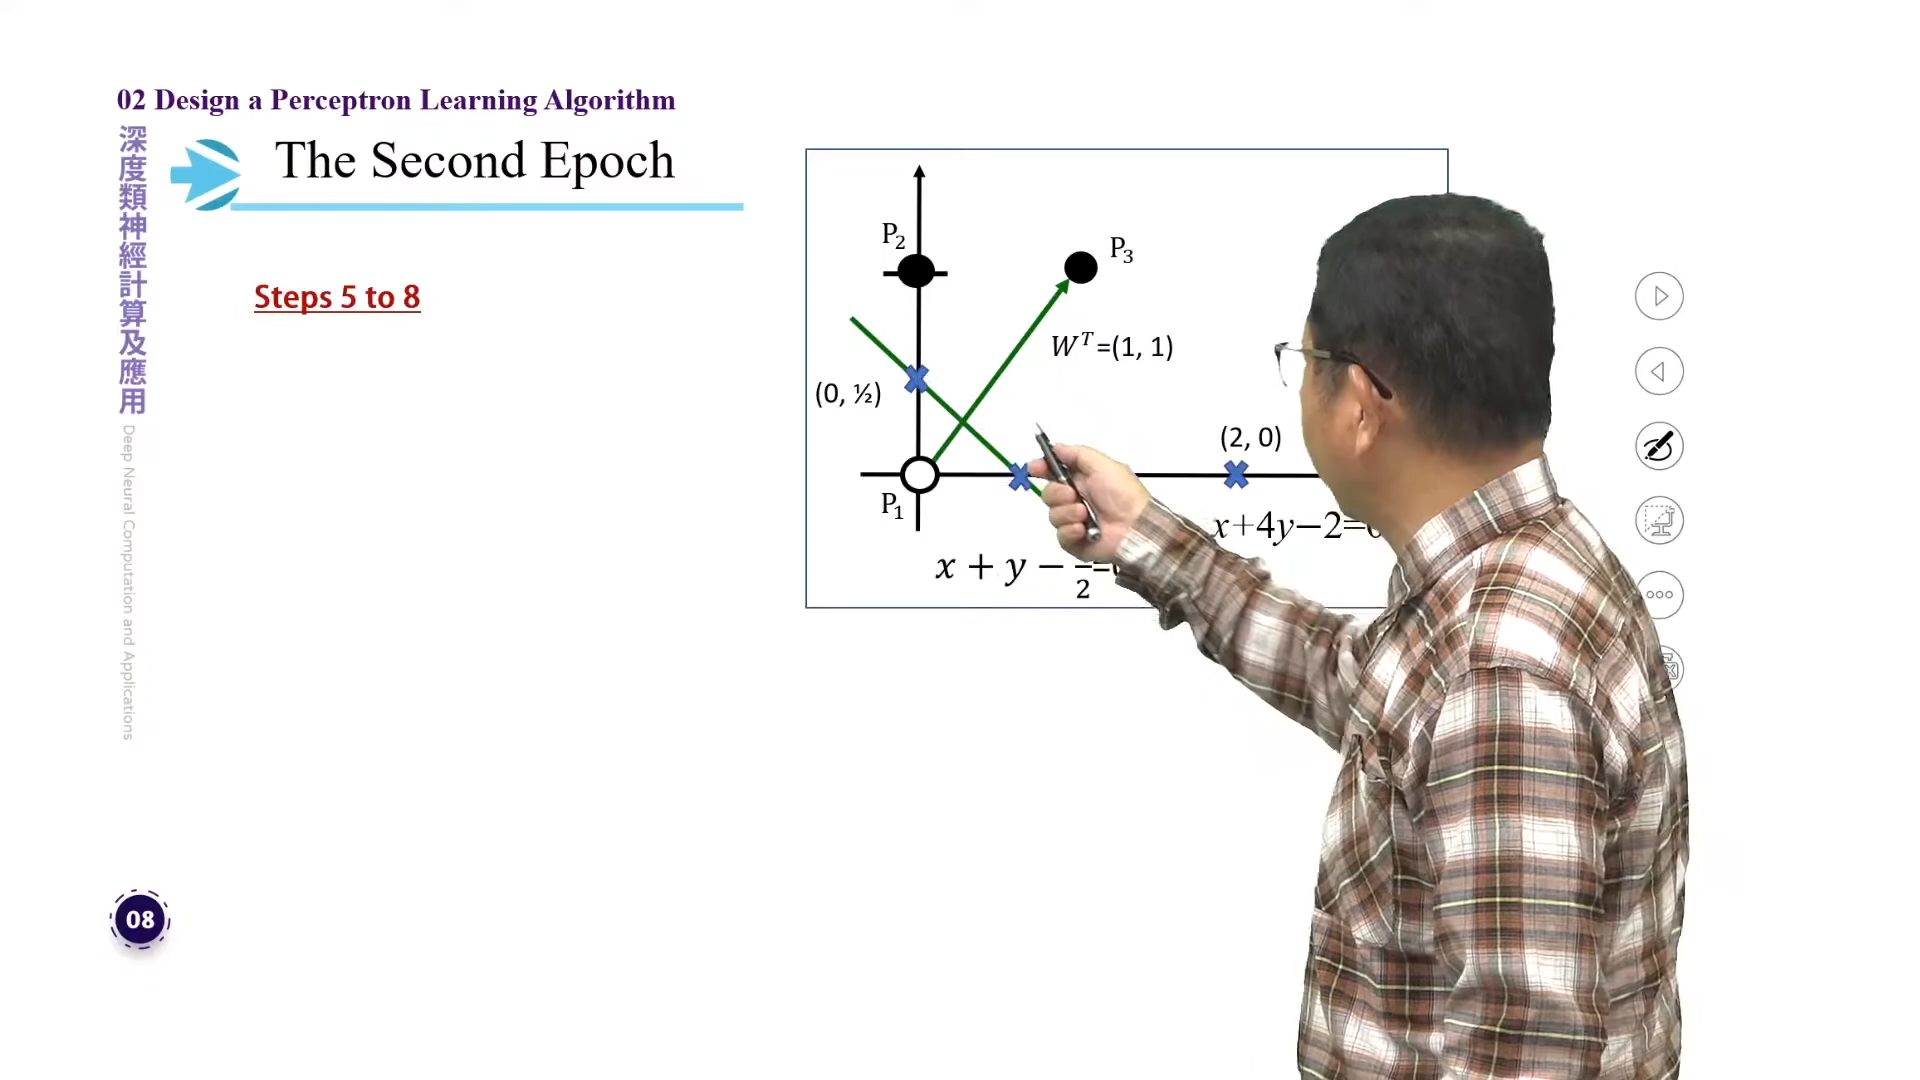 02 Design a Perceptron Learning Algorithm
深度類神經計算及應用
Deep Neural Computation and Applications
The Second Epoch
Steps 5 to 8
P2
P3
W^T=(1, 1)
(0, ½)
(2, 0)
P1
x+4y−2=0
x + y − /2=
08